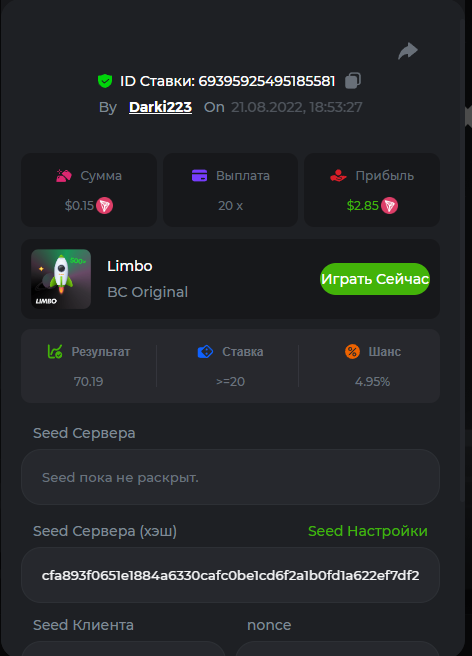 ID Ставки: 69395925495185581
By Darki223 On 21.08.2022, 18:53:27
Сумма Выплата Прибыль
$0.15 20 x $2.85
500x
LIMBO
Limbo
BC Original
Играть Сейчас
Результат Ставка Шанс
70.19 >=20 4.95%
Seed Сервера
Seed пока не раскрыт.
Seed Сервера (хэш) Seed Настройки
cfa893f0651e1884a6330cafc0be1cd6f2a1b0fd1a622ef7df2
Seed Клиента nonce